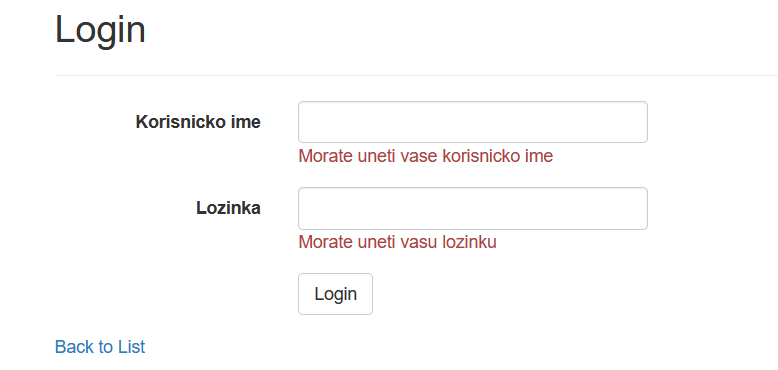 Login
Korisnicko ime
Morate uneti vase korisnicko ime
Lozinka
Morate uneti vasu lozinku
Login
Back to List